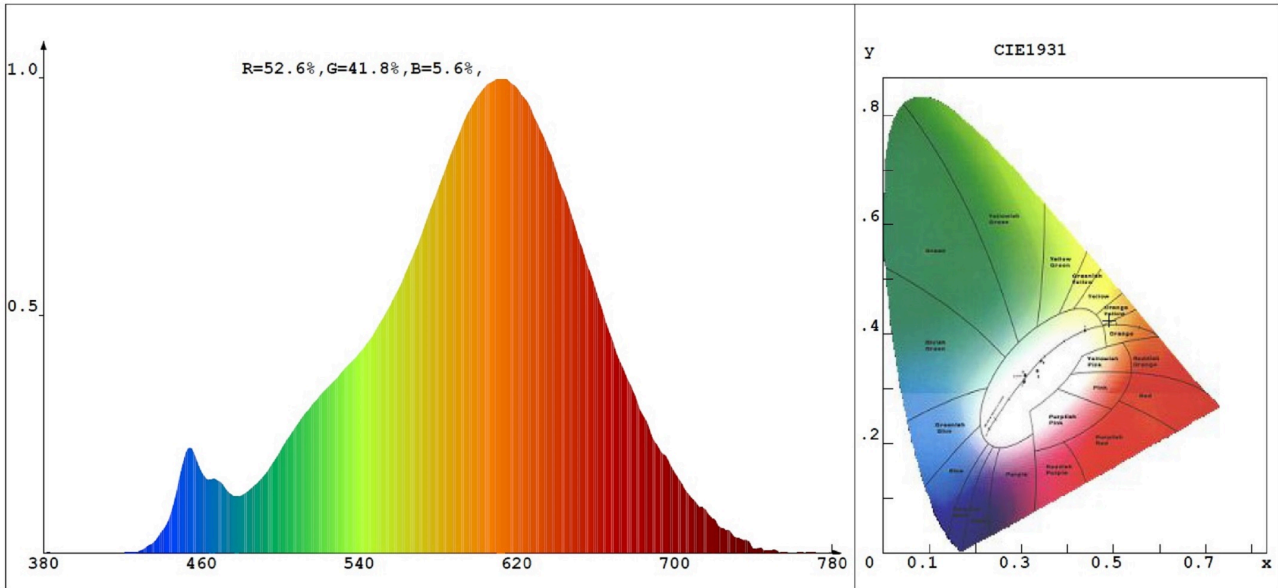 R=52.6%,G=41.8%,B=5.6%,
1.0
0.5
380
460
540
620
700
780
CIE1931
y
.8
.6
.4
.2
0
0.1
0.3
0.5
0.7
x
Yellowish
Green
Green
Yellow
Green
Greenish
Yellow
Yellow
Orange
Yellow
Orange
Reddish
Orange
Yellowish
Pink
Pink
Red
Purplish
Pink
Purplish
Red
Reddish
Purple
Purple
Blue
Greenish
Blue
Green